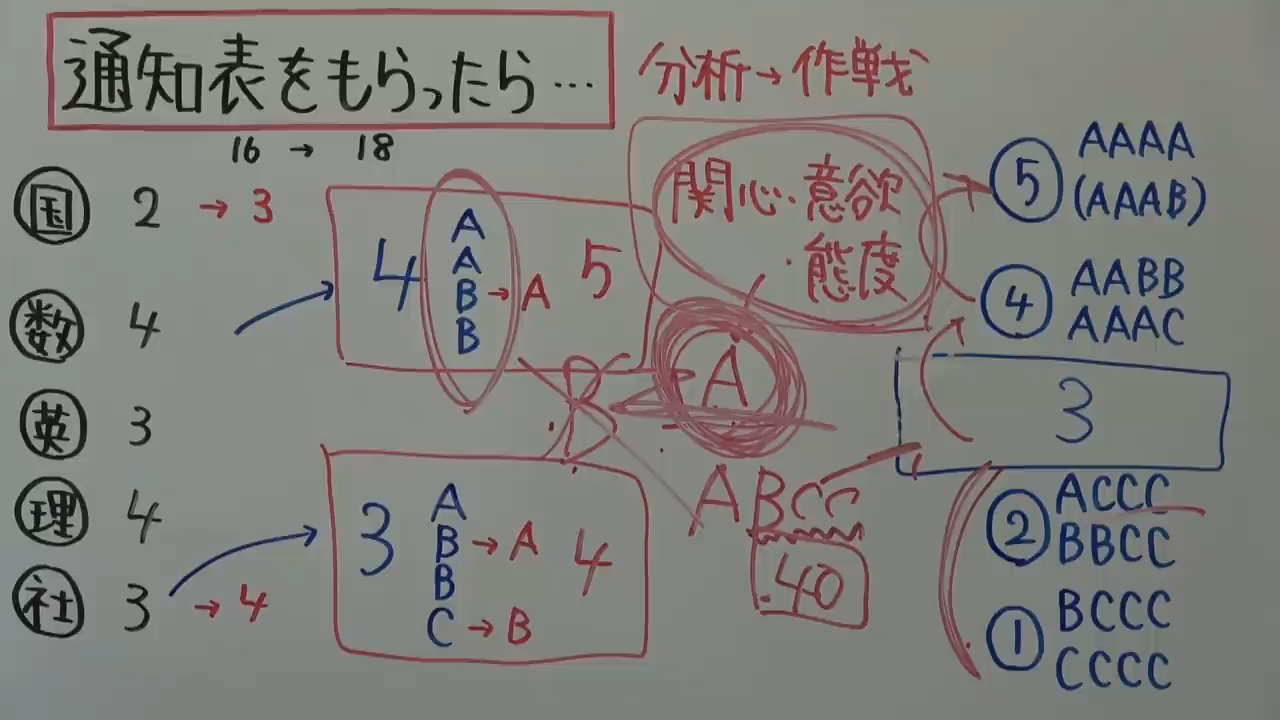 通知表をもらったら…
分析→作戦
16 → 18
国 2 → 3
数 4
英 3
理 4
社 3 → 4
4
A
A
B → A
B
5
関心・意欲
・態度
B
A
3
A
B → A
B
C → B
4
ABCC
.40
⑤ AAAA
(AAAB)
④ AABB
AAAC
3
② ACCC
BBCC
① BCCC
CCCC